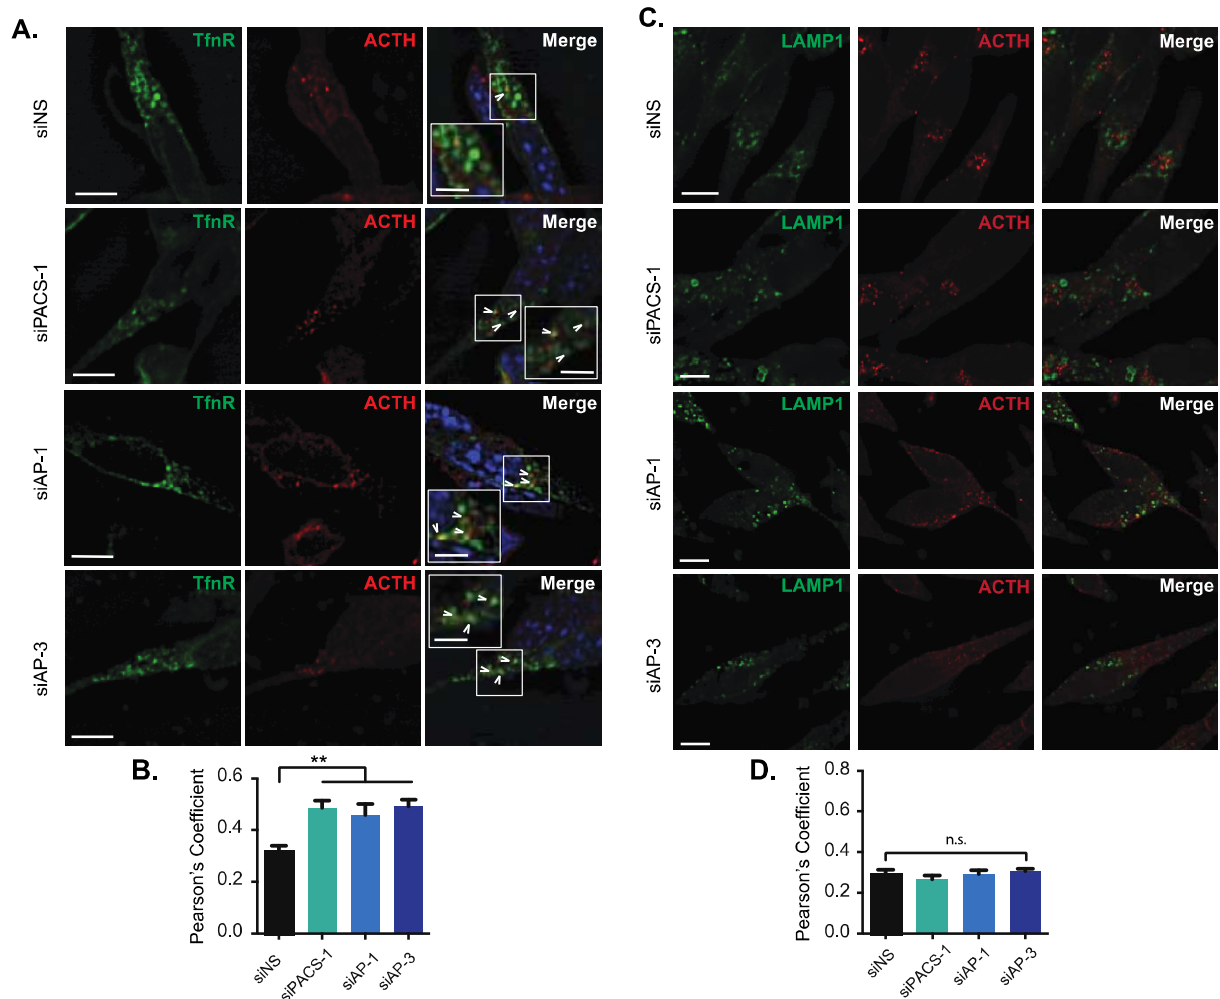 A.
TfnR ACTH Merge
siNS
TfnR ACTH Merge
siPACS-1
TfnR ACTH Merge
siAP-1
TfnR ACTH Merge
siAP-3
B.
**
Pearson's Coefficient
0.6
0.4
0.2
0.0
siNS
siPACS-1
siAP-1
siAP-3
C.
LAMP1 ACTH Merge
siNS
LAMP1 ACTH Merge
siPACS-1
LAMP1 ACTH Merge
siAP-1
LAMP1 ACTH Merge
siAP-3
D.
n.s.
Pearson's Coefficient
0.8
0.6
0.4
0.2
0.0
siNS
siPACS-1
siAP-1
siAP-3